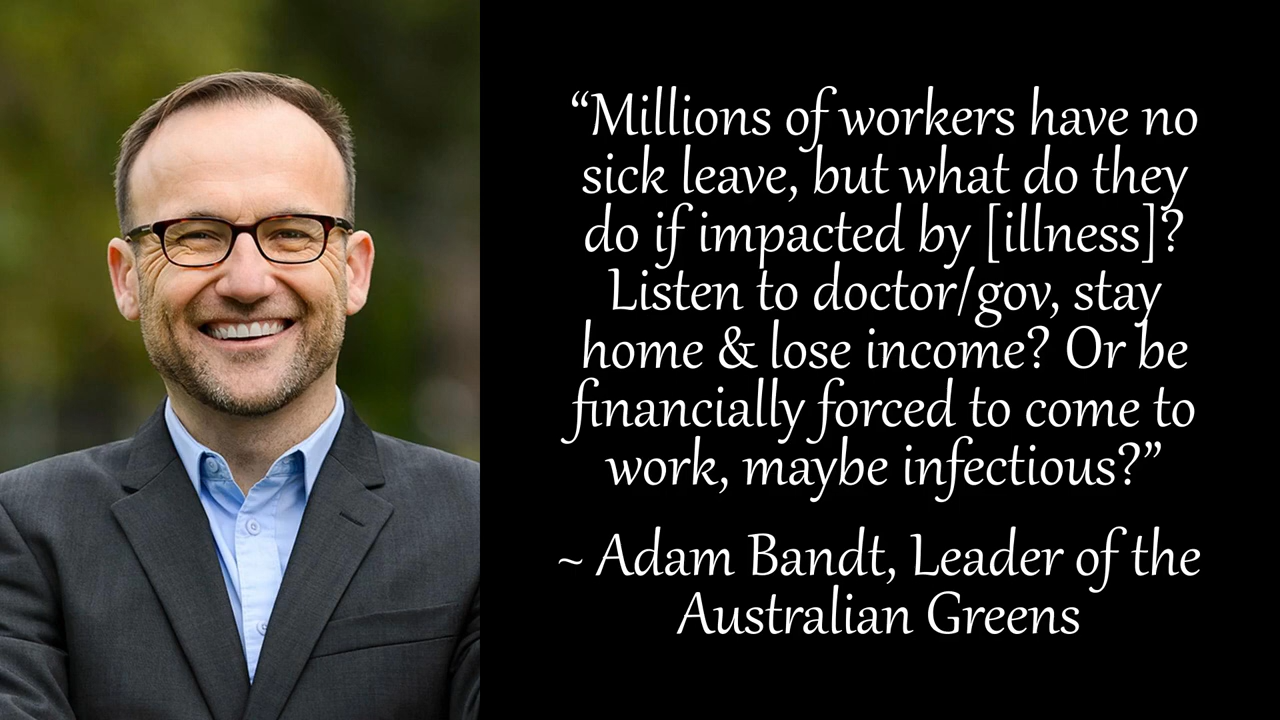 “Millions of workers have no
sick leave, but what do they
do if impacted by [illness]?
Listen to doctor/gov, stay
home & lose income? Or be
financially forced to come to
work, maybe infectious?”
~ Adam Bandt, Leader of the
Australian Greens